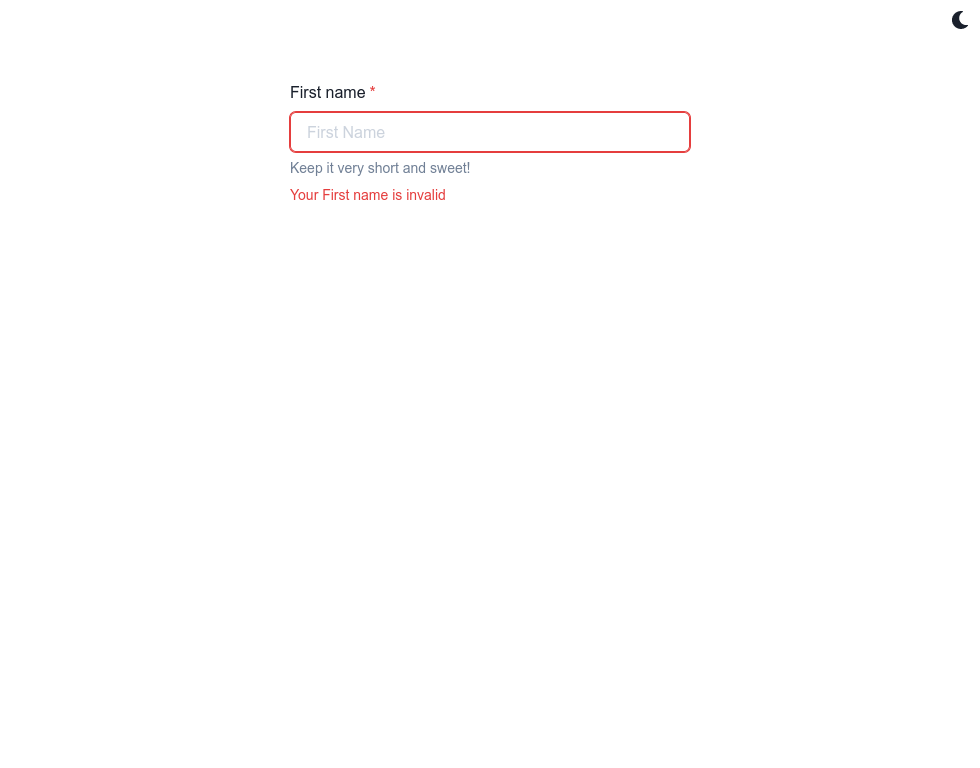 First name *
First Name
Keep it very short and sweet!
Your First name is invalid